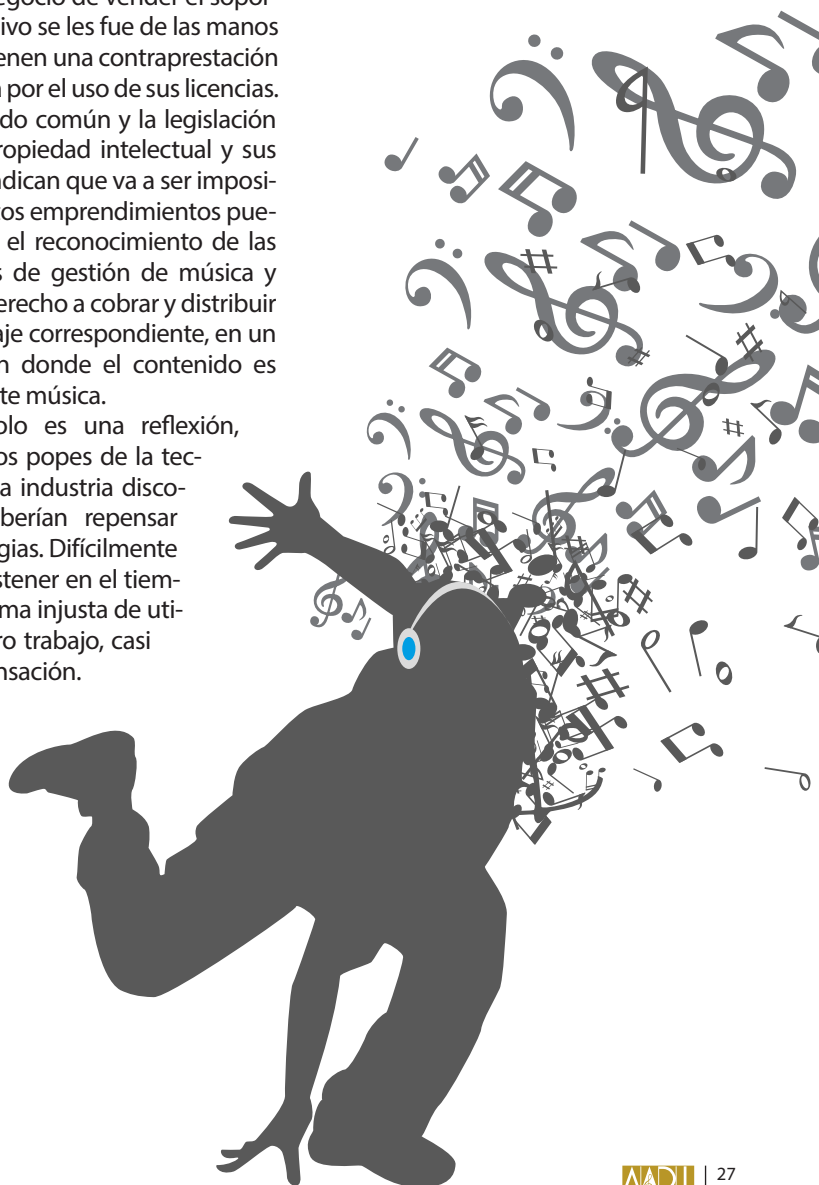 egocio de vender el sopor-
ivo se les fue de las manos
enen una contraprestación
a por el uso de sus licencias.
do común y la legislación
ropiedad intelectual y sus
ndican que va a ser imposi-
tos emprendimientos pue-
el reconocimiento de las
s de gestión de música y
erecho a cobrar y distribuir
aje correspondiente, en un
n donde el contenido es
te música.
olo es una reflexión,
os popes de la tec-
a industria disco-
berían repensar
gias. Difícilmente
stener en el tiem-
ma injusta de uti-
ro trabajo, casi
nsación.
| 27